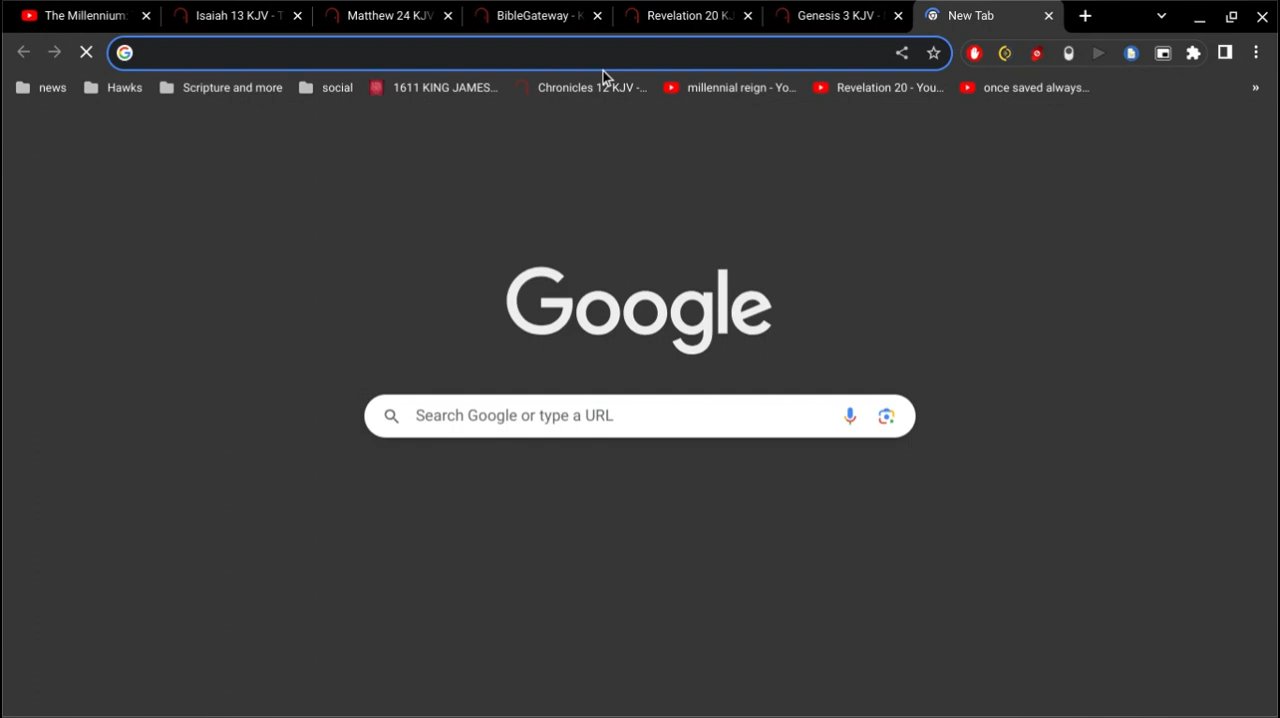 The Millennium: Isaiah 13 KJV - T Matthew 24 KJV BibleGateway - K Revelation 20 KJ Genesis 3 KJV - New Tab
news Hawks Scripture and more social 1611 KING JAMES... Chronicles 12 KJV -... millennial reign - Yo... Revelation 20 - You... once saved always... »
Google
Search Google or type a URL